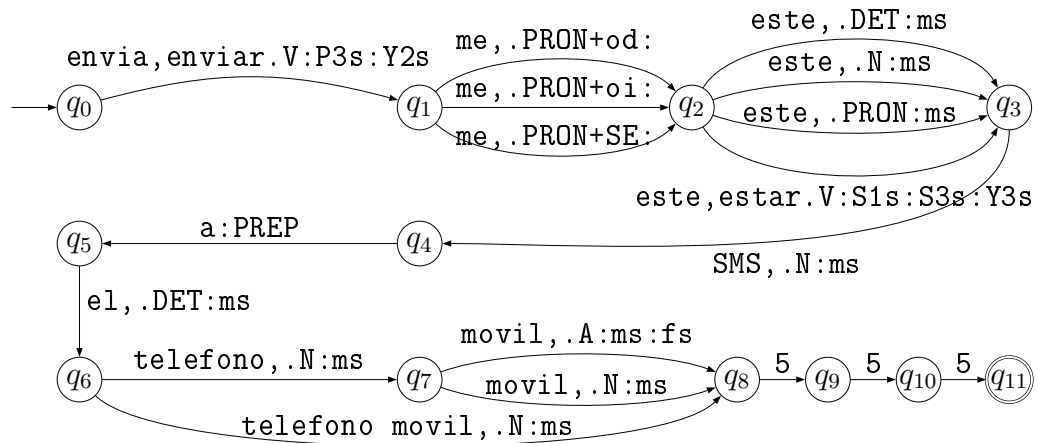 este,.DET:ms
envia,enviar.V:P3s:Y2s
me,.PRON+od:
este,.N:ms
q0
q1
me,.PRON+oi:
q2
este,.PRON:ms
q3
me,.PRON+SE:
este,estar.V:S1s:S3s:Y3s
q5
a:PREP
q4
SMS,.N:ms
el,.DET:ms
movil,.A:ms:fs
q6
telefono,.N:ms
q7
movil,.N:ms
q8
5
q9
5
q10
5
q11
telefono movil,.N:ms